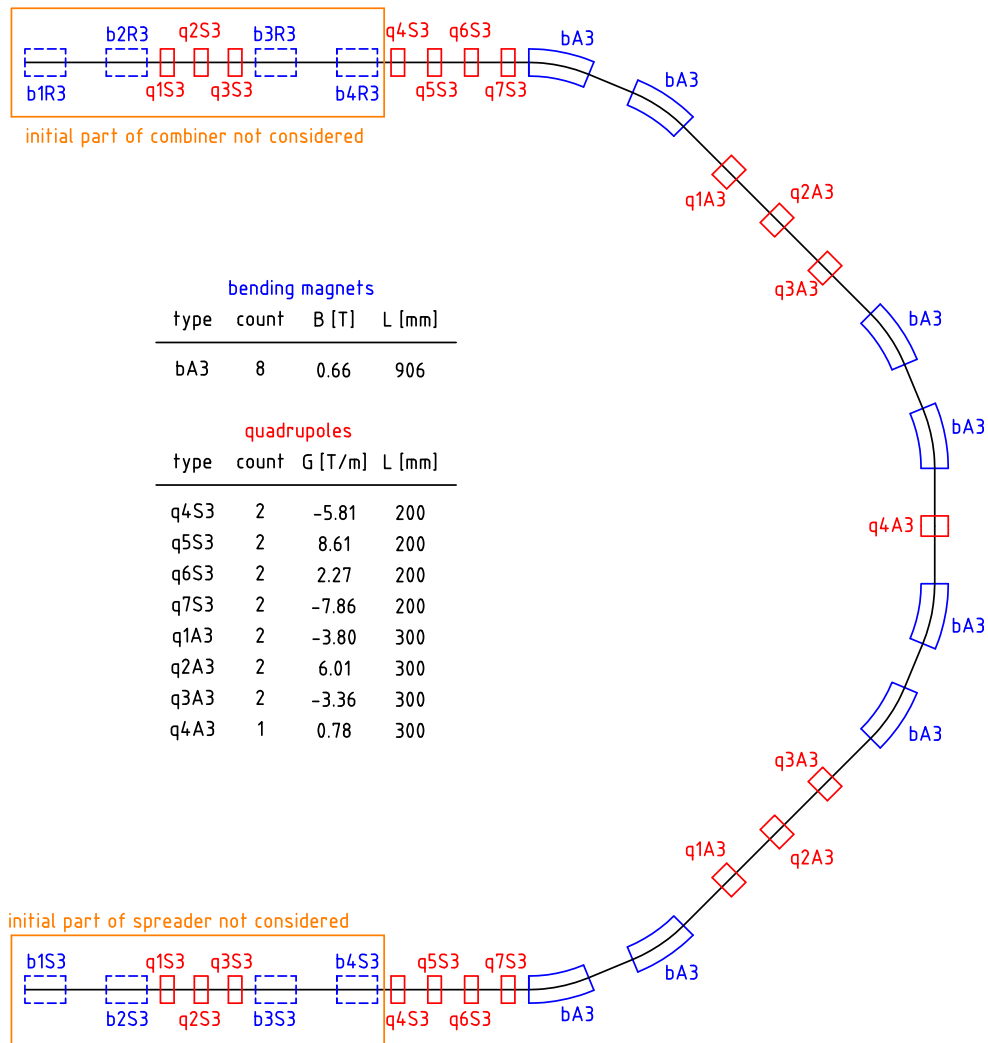 q2S3 q4S3 q6S3
b2R3 b3R3 bA3
b1R3 q1S3 q3S3 b4R3 q5S3 q7S3
bA3
initial part of combiner not considered
q1A3 q2A3
q3A3
bending magnets
type count B [T] L [mm]
bA3 8 0.66 906
bA3
quadrupoles
bA3
type count G [T/m] L [mm]
q4S3 2 -5.81 200
q4A3
q5S3 2 8.61 200
q6S3 2 2.27 200
q7S3 2 -7.86 200
bA3
q1A3 2 -3.80 300
q2A3 2 6.01 300
q3A3 2 -3.36 300
q4A3 1 0.78 300
bA3
q3A3
q1A3 q2A3
initial part of spreader not considered
b1S3 q1S3 q3S3 b4S3 q5S3 q7S3
bA3
b2S3 q2S3 b3S3 q4S3 q6S3 bA3